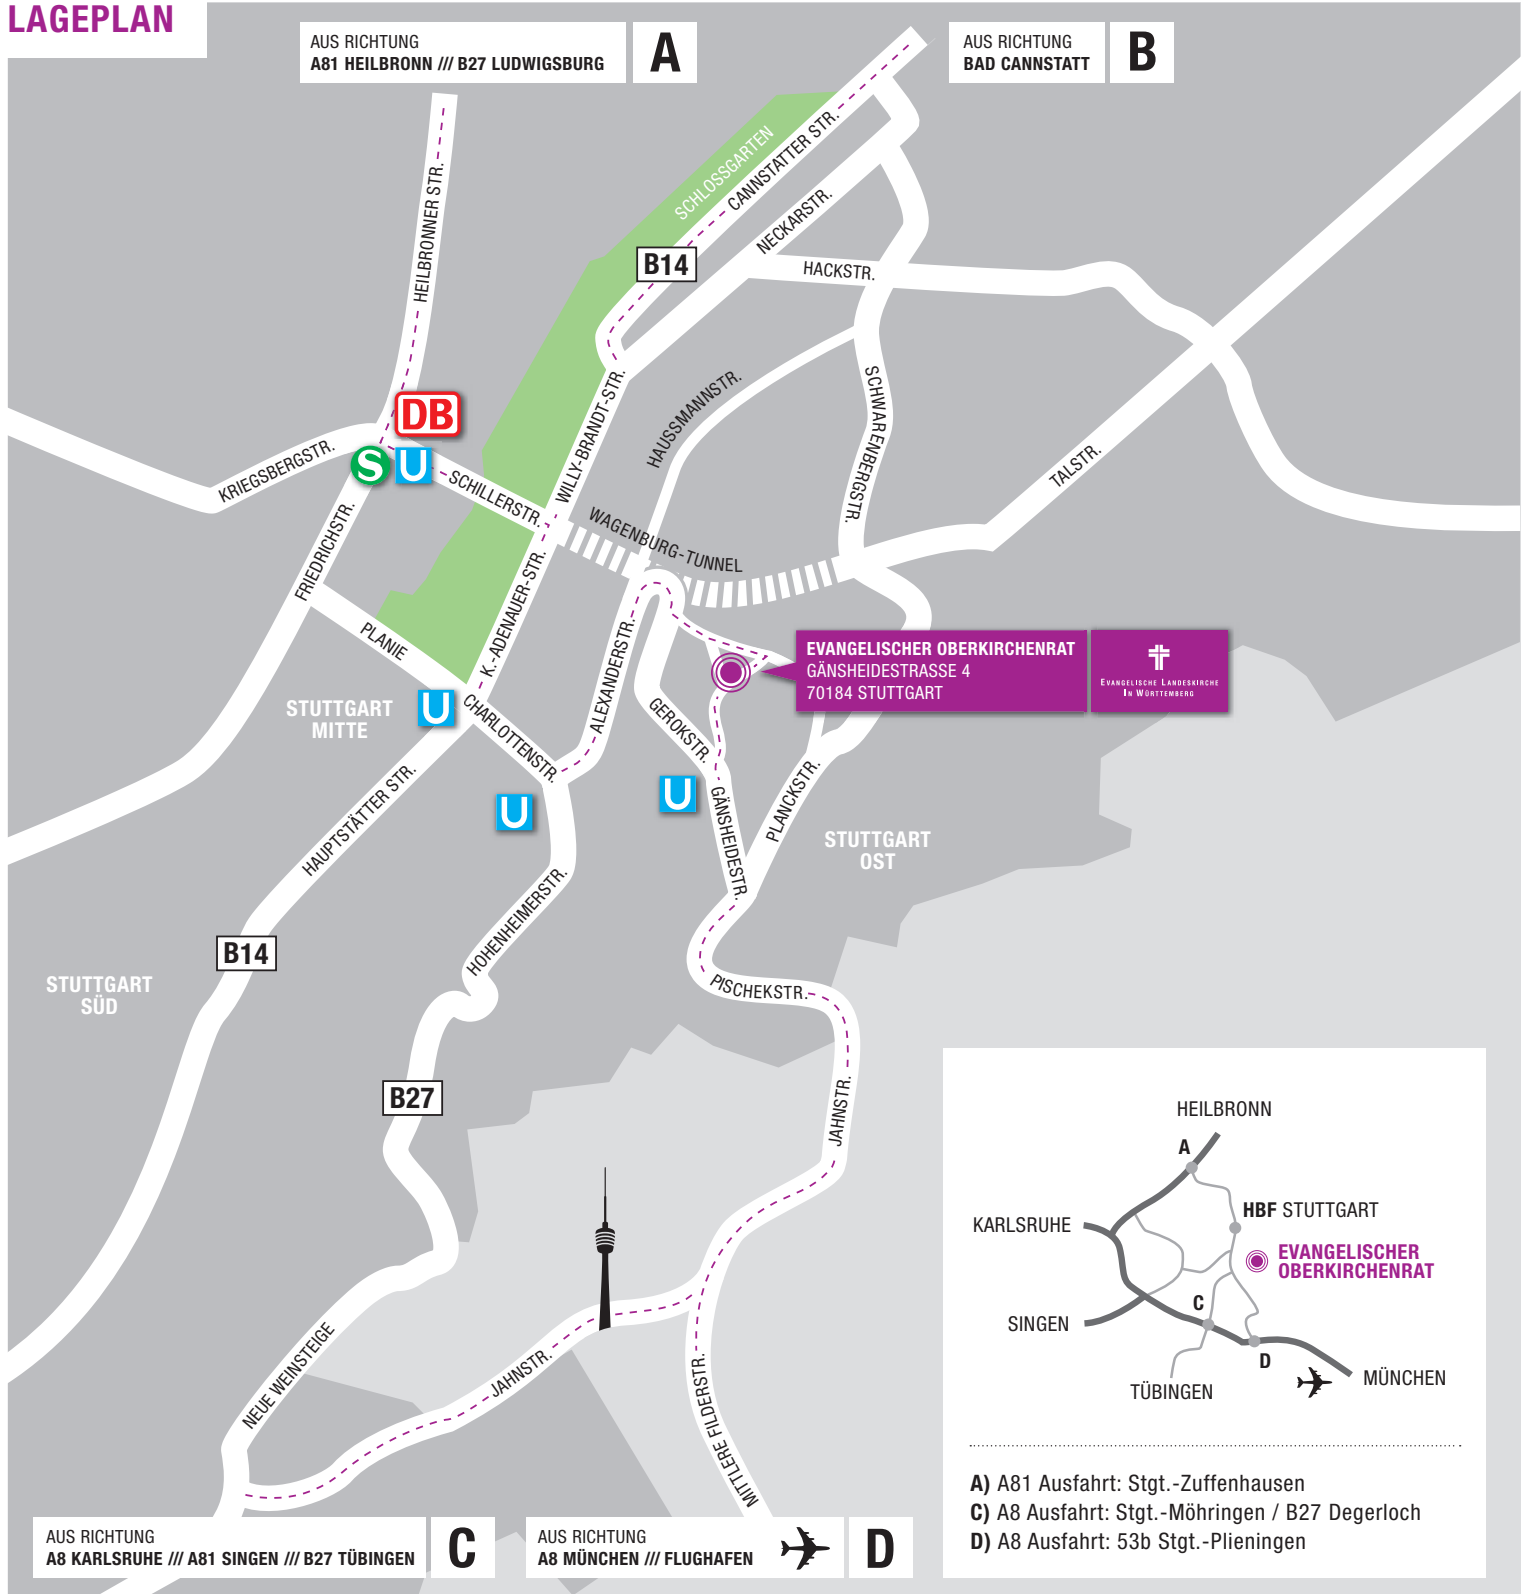 LAGEPLAN
AUS RICHTUNG
A81 HEILBRONN /// B27 LUDWIGSBURG
A
AUS RICHTUNG
BAD CANNSTATT
B
SCHLOSSGARTEN
CANNSTATTER STR.
HEILBRONNER STR.
NECKARSTR.
B14
HACKSTR.
WILLY-BRANDT-STR.
HAUSSMANNSTR.
SCHWARENBERGSTR.
DB
S
U
KRIEGSBERGSTR.
SCHILLERSTR.
TALSTR.
WAGENBURG-TUNNEL
FRIEDRICHSTR.
K.-ADENAUER-STR.
PLANIE
ALEXANDERSTR.
EVANGELISCHER OBERKIRCHENRAT
GÄNSHEIDESTRASSE 4
70184 STUTTGART
EVANGELISCHE LANDESKIRCHE
IN WÜRTTEMBERG
STUTTGART
MITTE
U
CHARLOTTENSTR.
GEROKSTR.
U
U
HAUPTSTÄTTER STR.
GÄNSHEIDESTR.
PLANCKSTR.
STUTTGART
OST
HOHENHEIMERSTR.
B14
STUTTGART
SÜD
PISCHEKSTR.
B27
JAHNSTR.
NEUE WEINSTEIGE
JAHNSTR.
MITTLERE FILDERSTR.
HEILBRONN
A
KARLSRUHE
HBF STUTTGART
EVANGELISCHER
OBERKIRCHENRAT
SINGEN
C
D
TÜBINGEN
MÜNCHEN
A) A81 Ausfahrt: Stgt.-Zuffenhausen
C) A8 Ausfahrt: Stgt.-Möhringen / B27 Degerloch
D) A8 Ausfahrt: 53b Stgt.-Plieningen
AUS RICHTUNG
A8 KARLSRUHE /// A81 SINGEN /// B27 TÜBINGEN
C
AUS RICHTUNG
A8 MÜNCHEN /// FLUGHAFEN
D